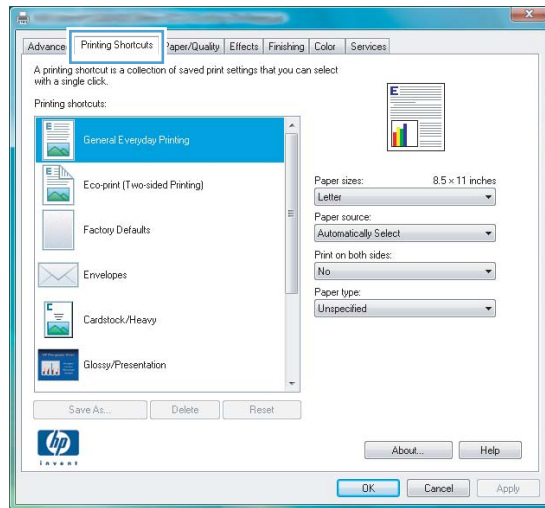 Advance
Printing Shortcuts
Paper/Quality
Effects
Finishing
Color
Services
A printing shortcut is a collection of saved print settings that you can select
with a single click.
Printing shortcuts:
General Everyday Printing
Eco-print (Two-sided Printing)
Factory Defaults
Envelopes
Cardstock/Heavy
Glossy/Presentation
Save As...
Delete
Reset
E
Paper sizes:
8.5 × 11 inches
Letter
Paper source:
Automatically Select
Print on both sides:
No
Paper type:
Unspecified
hp
invent
About...
Help
OK
Cancel
Apply